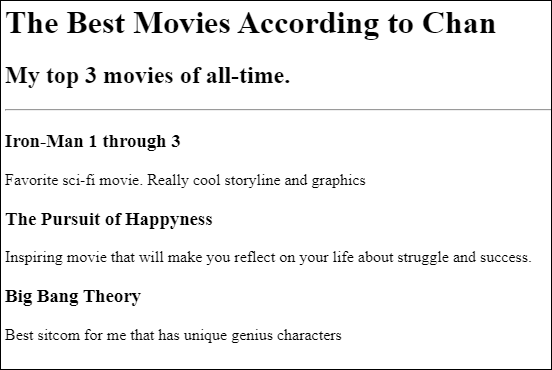 The Best Movies According to Chan
My top 3 movies of all-time.
Iron-Man 1 through 3
Favorite sci-fi movie. Really cool storyline and graphics
The Pursuit of Happyness
Inspiring movie that will make you reflect on your life about struggle and success.
Big Bang Theory
Best sitcom for me that has unique genius characters